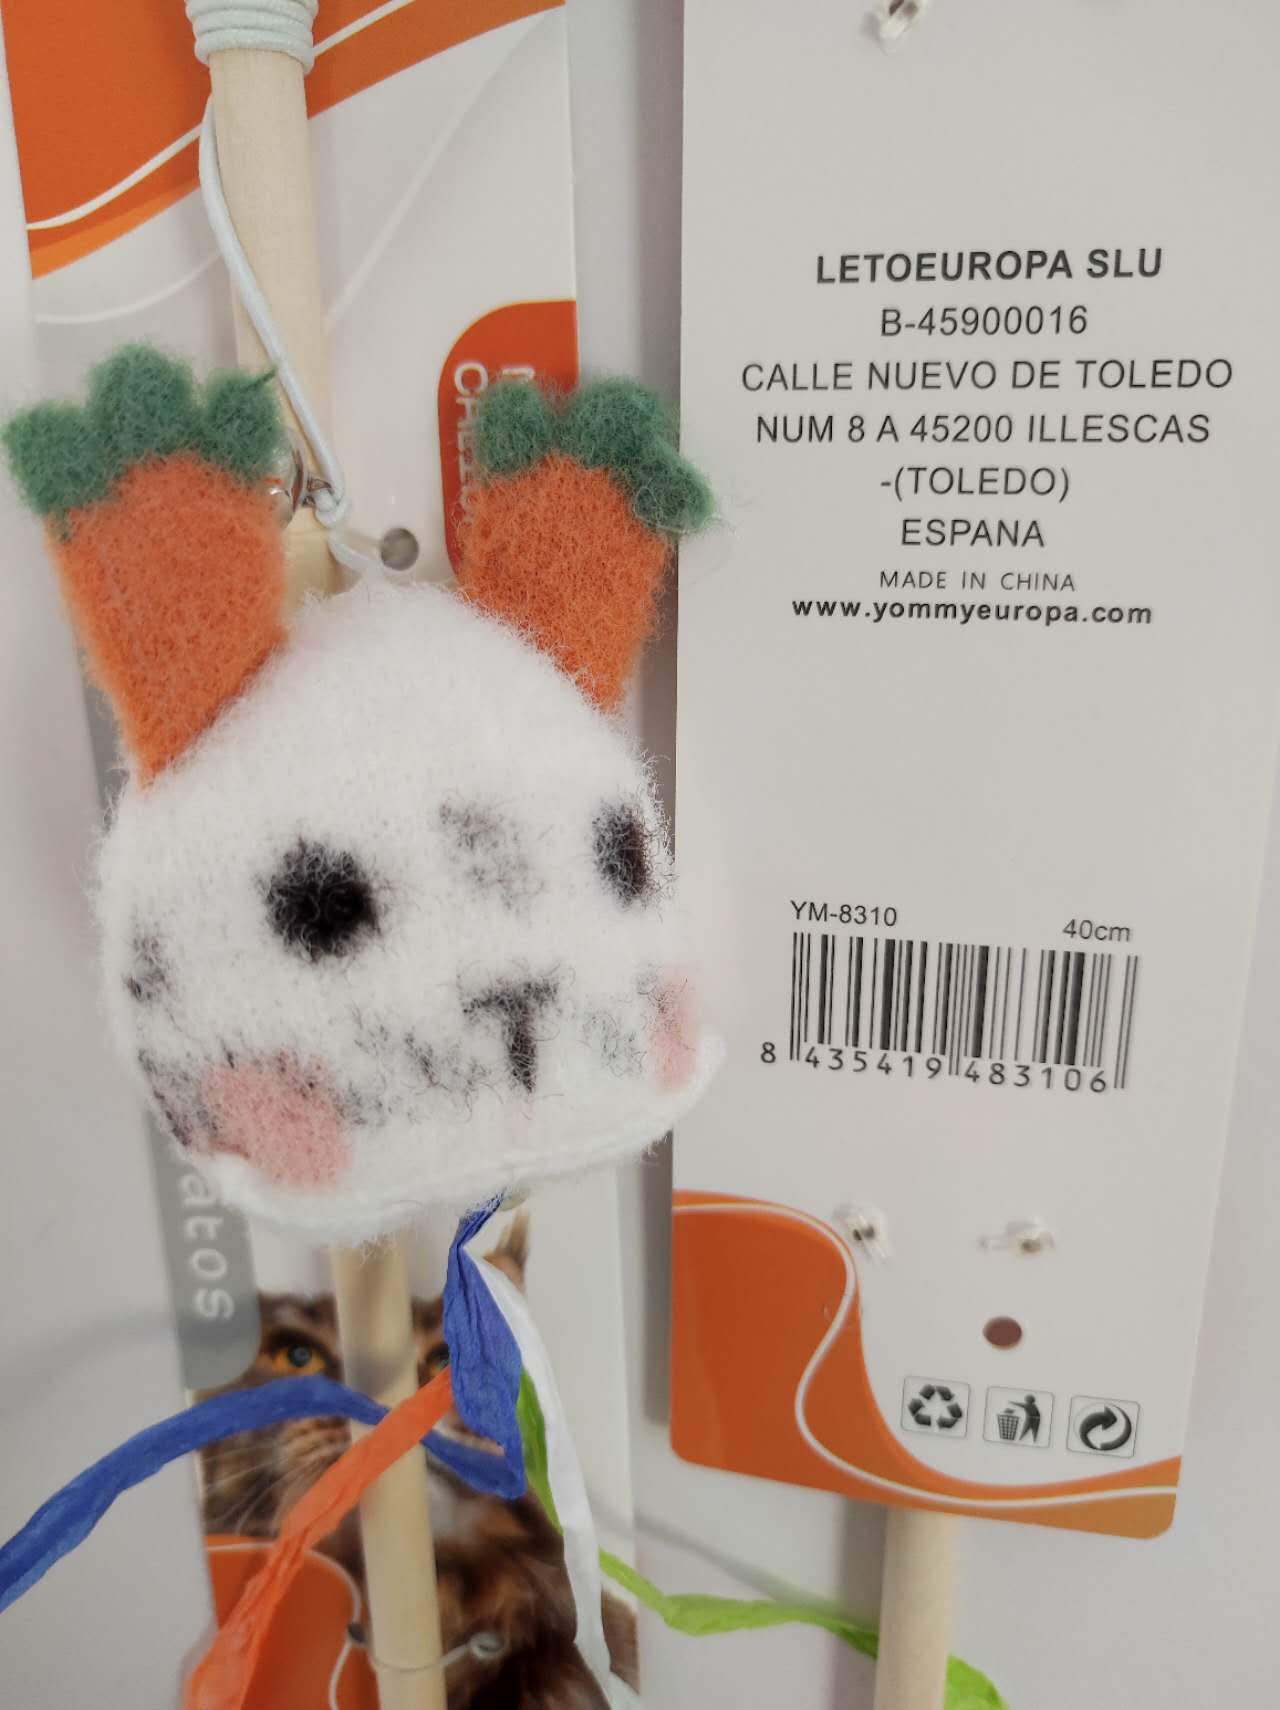 LETOEUROPA SLU
B-45900016
CALLE NUEVO DE TOLEDO
NUM 8 A 45200 ILLESCAS
-(TOLEDO)
ESPANA
MADE IN CHINA
www.yommyeuropa.com
YM-8310
40cm
8 435419 483106
atos